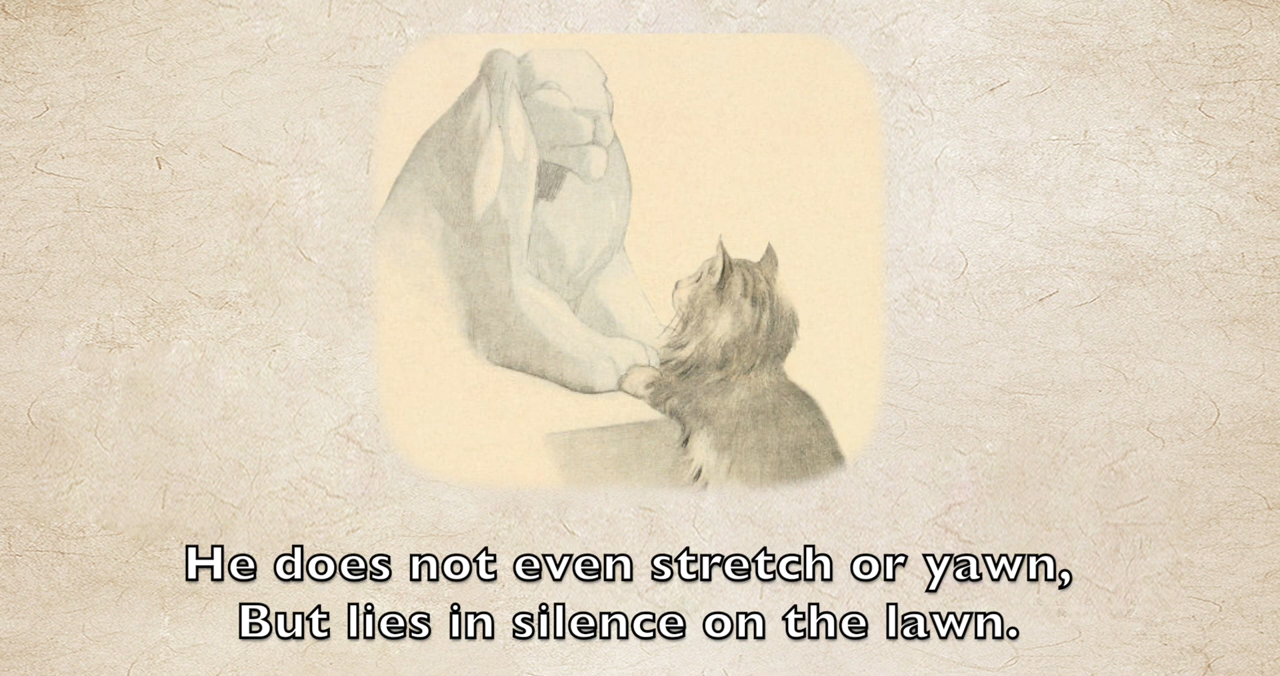 He does not even stretch or yawn,
But lies in silence on the lawn.